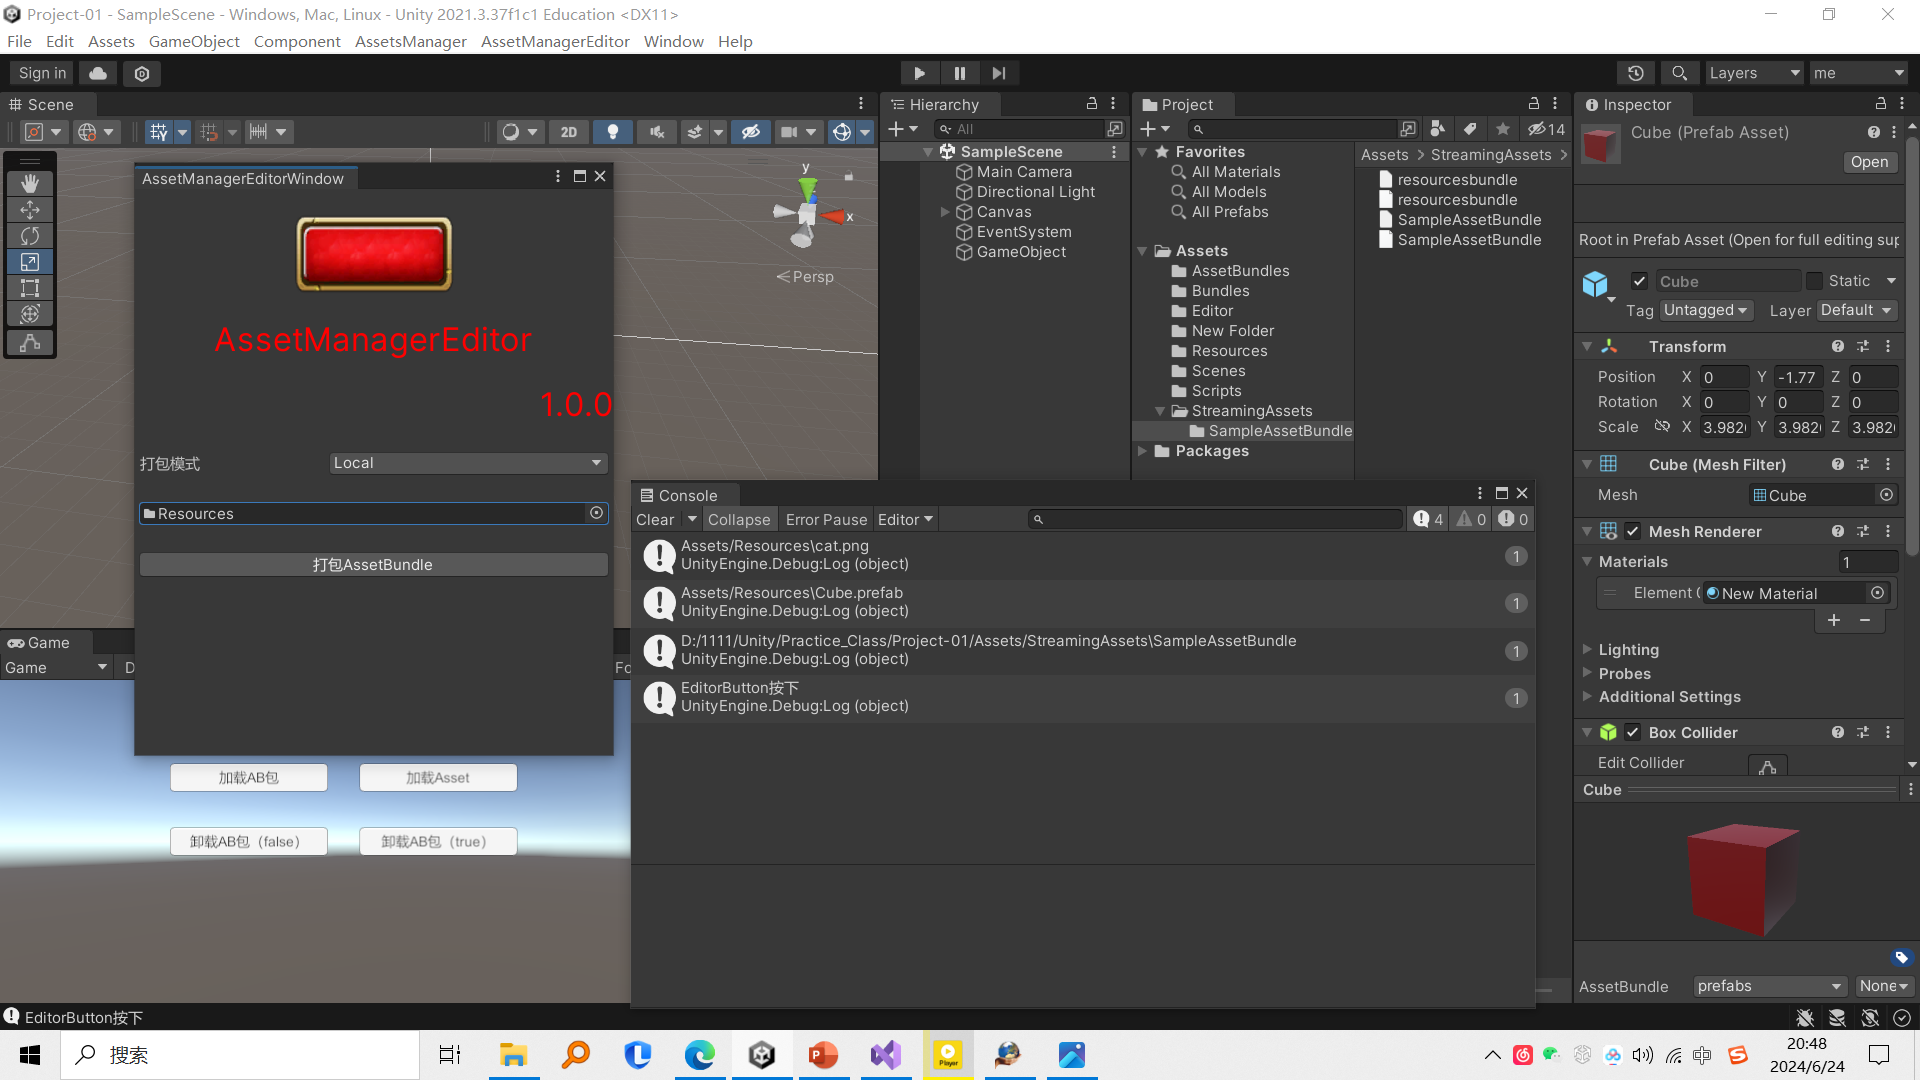 Project-01 - SampleScene - Windows, Mac, Linux - Unity 2021.3.37f1c1 Education <DX11>
File Edit Assets GameObject Component AssetsManager AssetManagerEditor Window Help
Sign in
Layers
me
Scene
2D
Persp
y
x
AssetManagerEditorWindow
AssetManagerEditor
1.0.0
打包模式
Local
Resources
打包AssetBundle
Game
Game
D
Fo
加载AB包
加载Asset
卸载AB包（false）
卸载AB包（true）
Hierarchy
All
SampleScene
Main Camera
Directional Light
Canvas
EventSystem
GameObject
Project
14
Favorites
All Materials
All Models
All Prefabs
Assets
AssetBundles
Bundles
Editor
New Folder
Resources
Scenes
Scripts
StreamingAssets
SampleAssetBundle
Packages
Assets > StreamingAssets >
resourcesbundle
resourcesbundle
SampleAssetBundle
SampleAssetBundle
Console
Clear Collapse Error Pause Editor
4 0 0
Assets/Resources\cat.png
UnityEngine.Debug:Log (object)
1
Assets/Resources\Cube.prefab
UnityEngine.Debug:Log (object)
1
D:/1111/Unity/Practice_Class/Project-01/Assets/StreamingAssets\SampleAssetBundle
UnityEngine.Debug:Log (object)
1
EditorButton按下
UnityEngine.Debug:Log (object)
1
Inspector
Cube (Prefab Asset)
Open
Root in Prefab Asset (Open for full editing sup
Cube
Static
Tag Untagged Layer Default
Transform
Position X 0 Y -1.77 Z 0
Rotation X 0 Y 0 Z 0
Scale X 3.982 Y 3.982 Z 3.982
Cube (Mesh Filter)
Mesh Cube
Mesh Renderer
Materials 1
Element New Material
Lighting
Probes
Additional Settings
Box Collider
Edit Collider
Cube
AssetBundle prefabs None
EditorButton按下
搜索
Player
中
20:48
2024/6/24